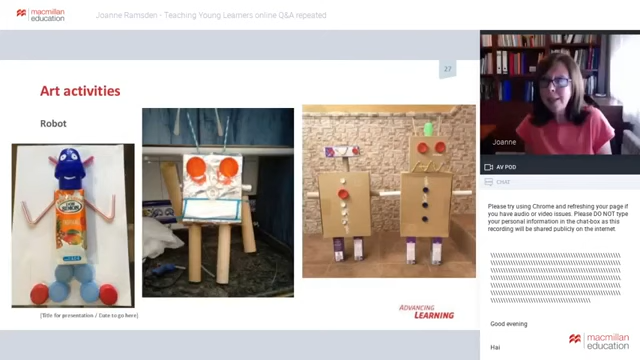 macmillan
education
Joanne Ramsden - Teaching Young Learners online Q&A repeated
27
Art activities
Robot
[Title for presentation / Date to go here]
ADVANCING
LEARNING
Joanne
AV POD
CHAT
Please try using Chrome and refreshing your page if
you have audio or video issues. Please DO NOT type
your personal information in the chat-box as this
recording will be shared publicly on the internet.
Good evening
Hai
macmillan
education